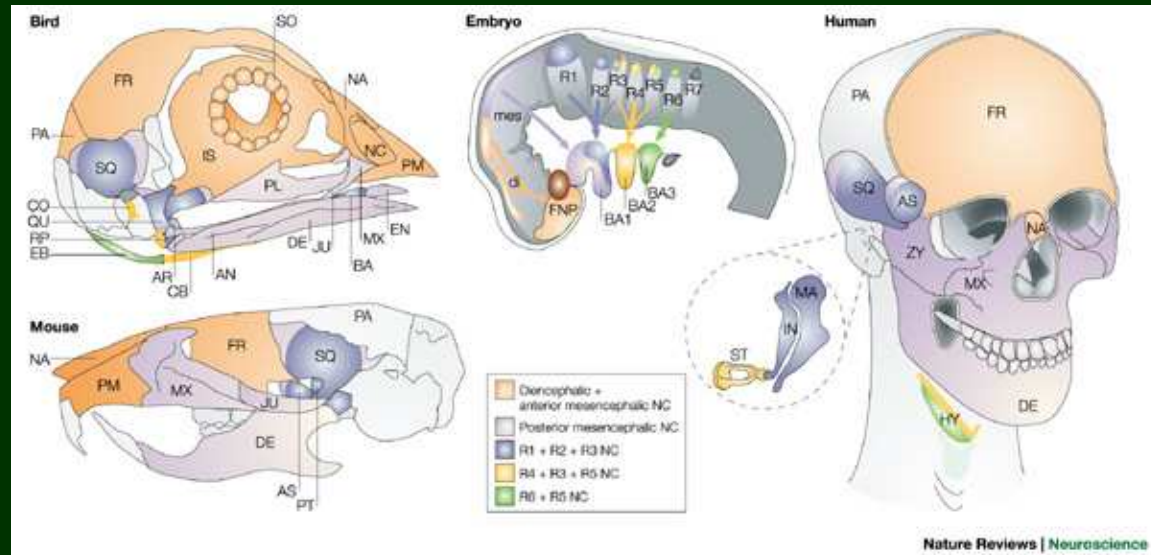 Bird
SO
FR
NA
PA
SQ
IS
NC
PL
PM
CO
QU
RP
EB
AR
CB
AN
DE
JU
BA
MX
EN
Embryo
R1
R2
R3
R4
R5
R6
R7
mes
di
FNP
BA1
BA2
BA3
Human
PA
FR
SQ
AS
NA
ZY
MX
DE
HY
MA
IN
ST
Mouse
NA
PM
MX
FR
JU
SQ
PA
DE
AS
PT
Diencephalic +
anterior mesencephalic NC
Posterior mesencephalic NC
R1 + R2 + R3 NC
R4 + R3 + R5 NC
R6 + R5 NC
Nature Reviews | Neuroscience